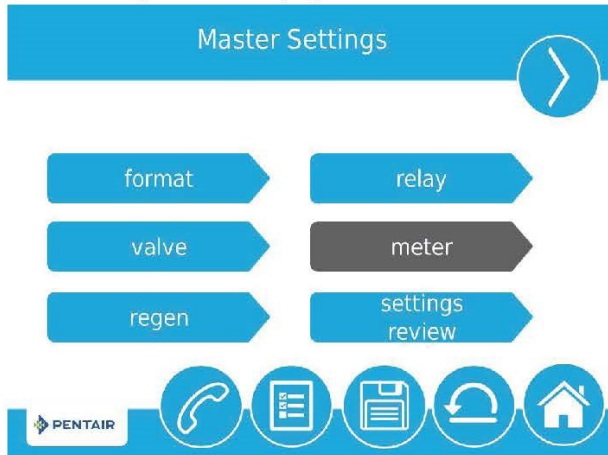 Master Settings
format
relay
valve
meter
regen
settings
review
PENTAIR